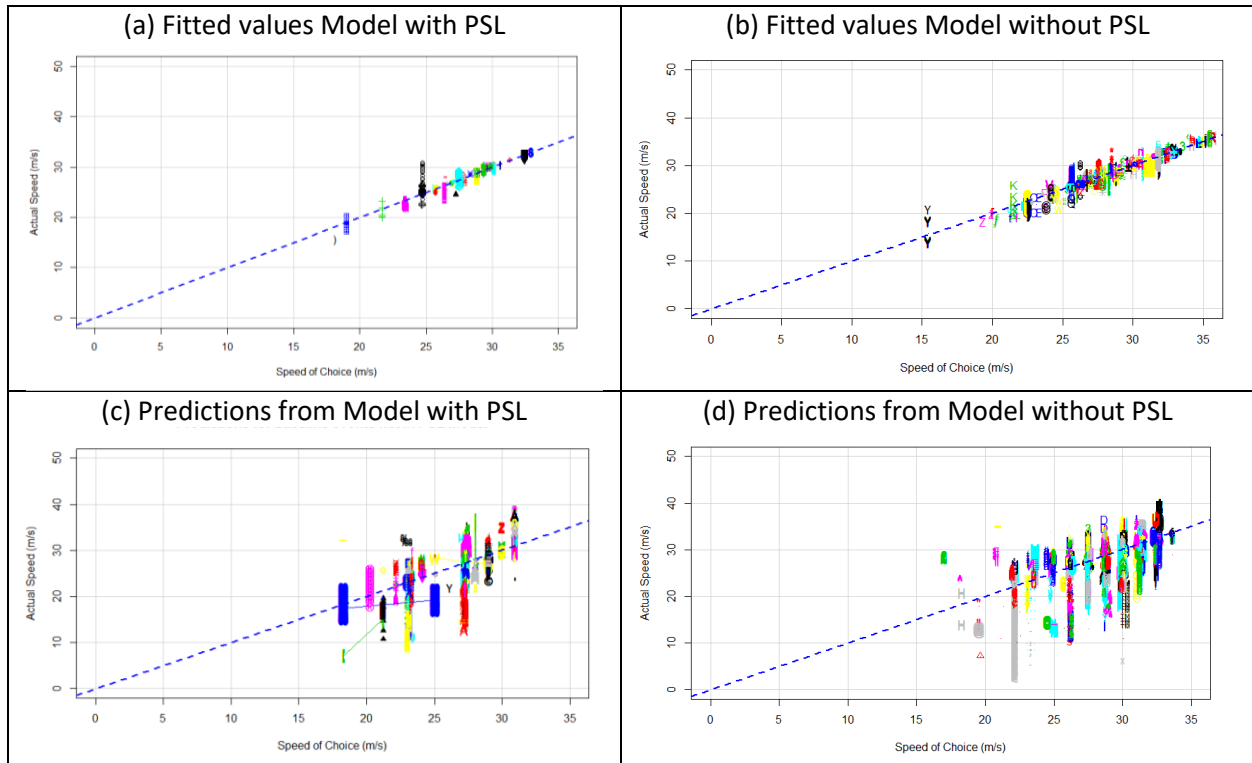 (a) Fitted values Model with PSL
50
40
30
20
10
0
Actual Speed (m/s)
0 5 10 15 20 25 30 35
Speed of Choice (m/s)
(b) Fitted values Model without PSL
50
40
30
20
10
0
Actual Speed (m/s)
0 5 10 15 20 25 30 35
Speed of Choice (m/s)
(c) Predictions from Model with PSL
50
40
30
20
10
0
Actual Speed (m/s)
0 5 10 15 20 25 30 35
Speed of Choice (m/s)
(d) Predictions from Model without PSL
50
40
30
20
10
0
Actual Speed (m/s)
0 5 10 15 20 25 30 35
Speed of Choice (m/s)